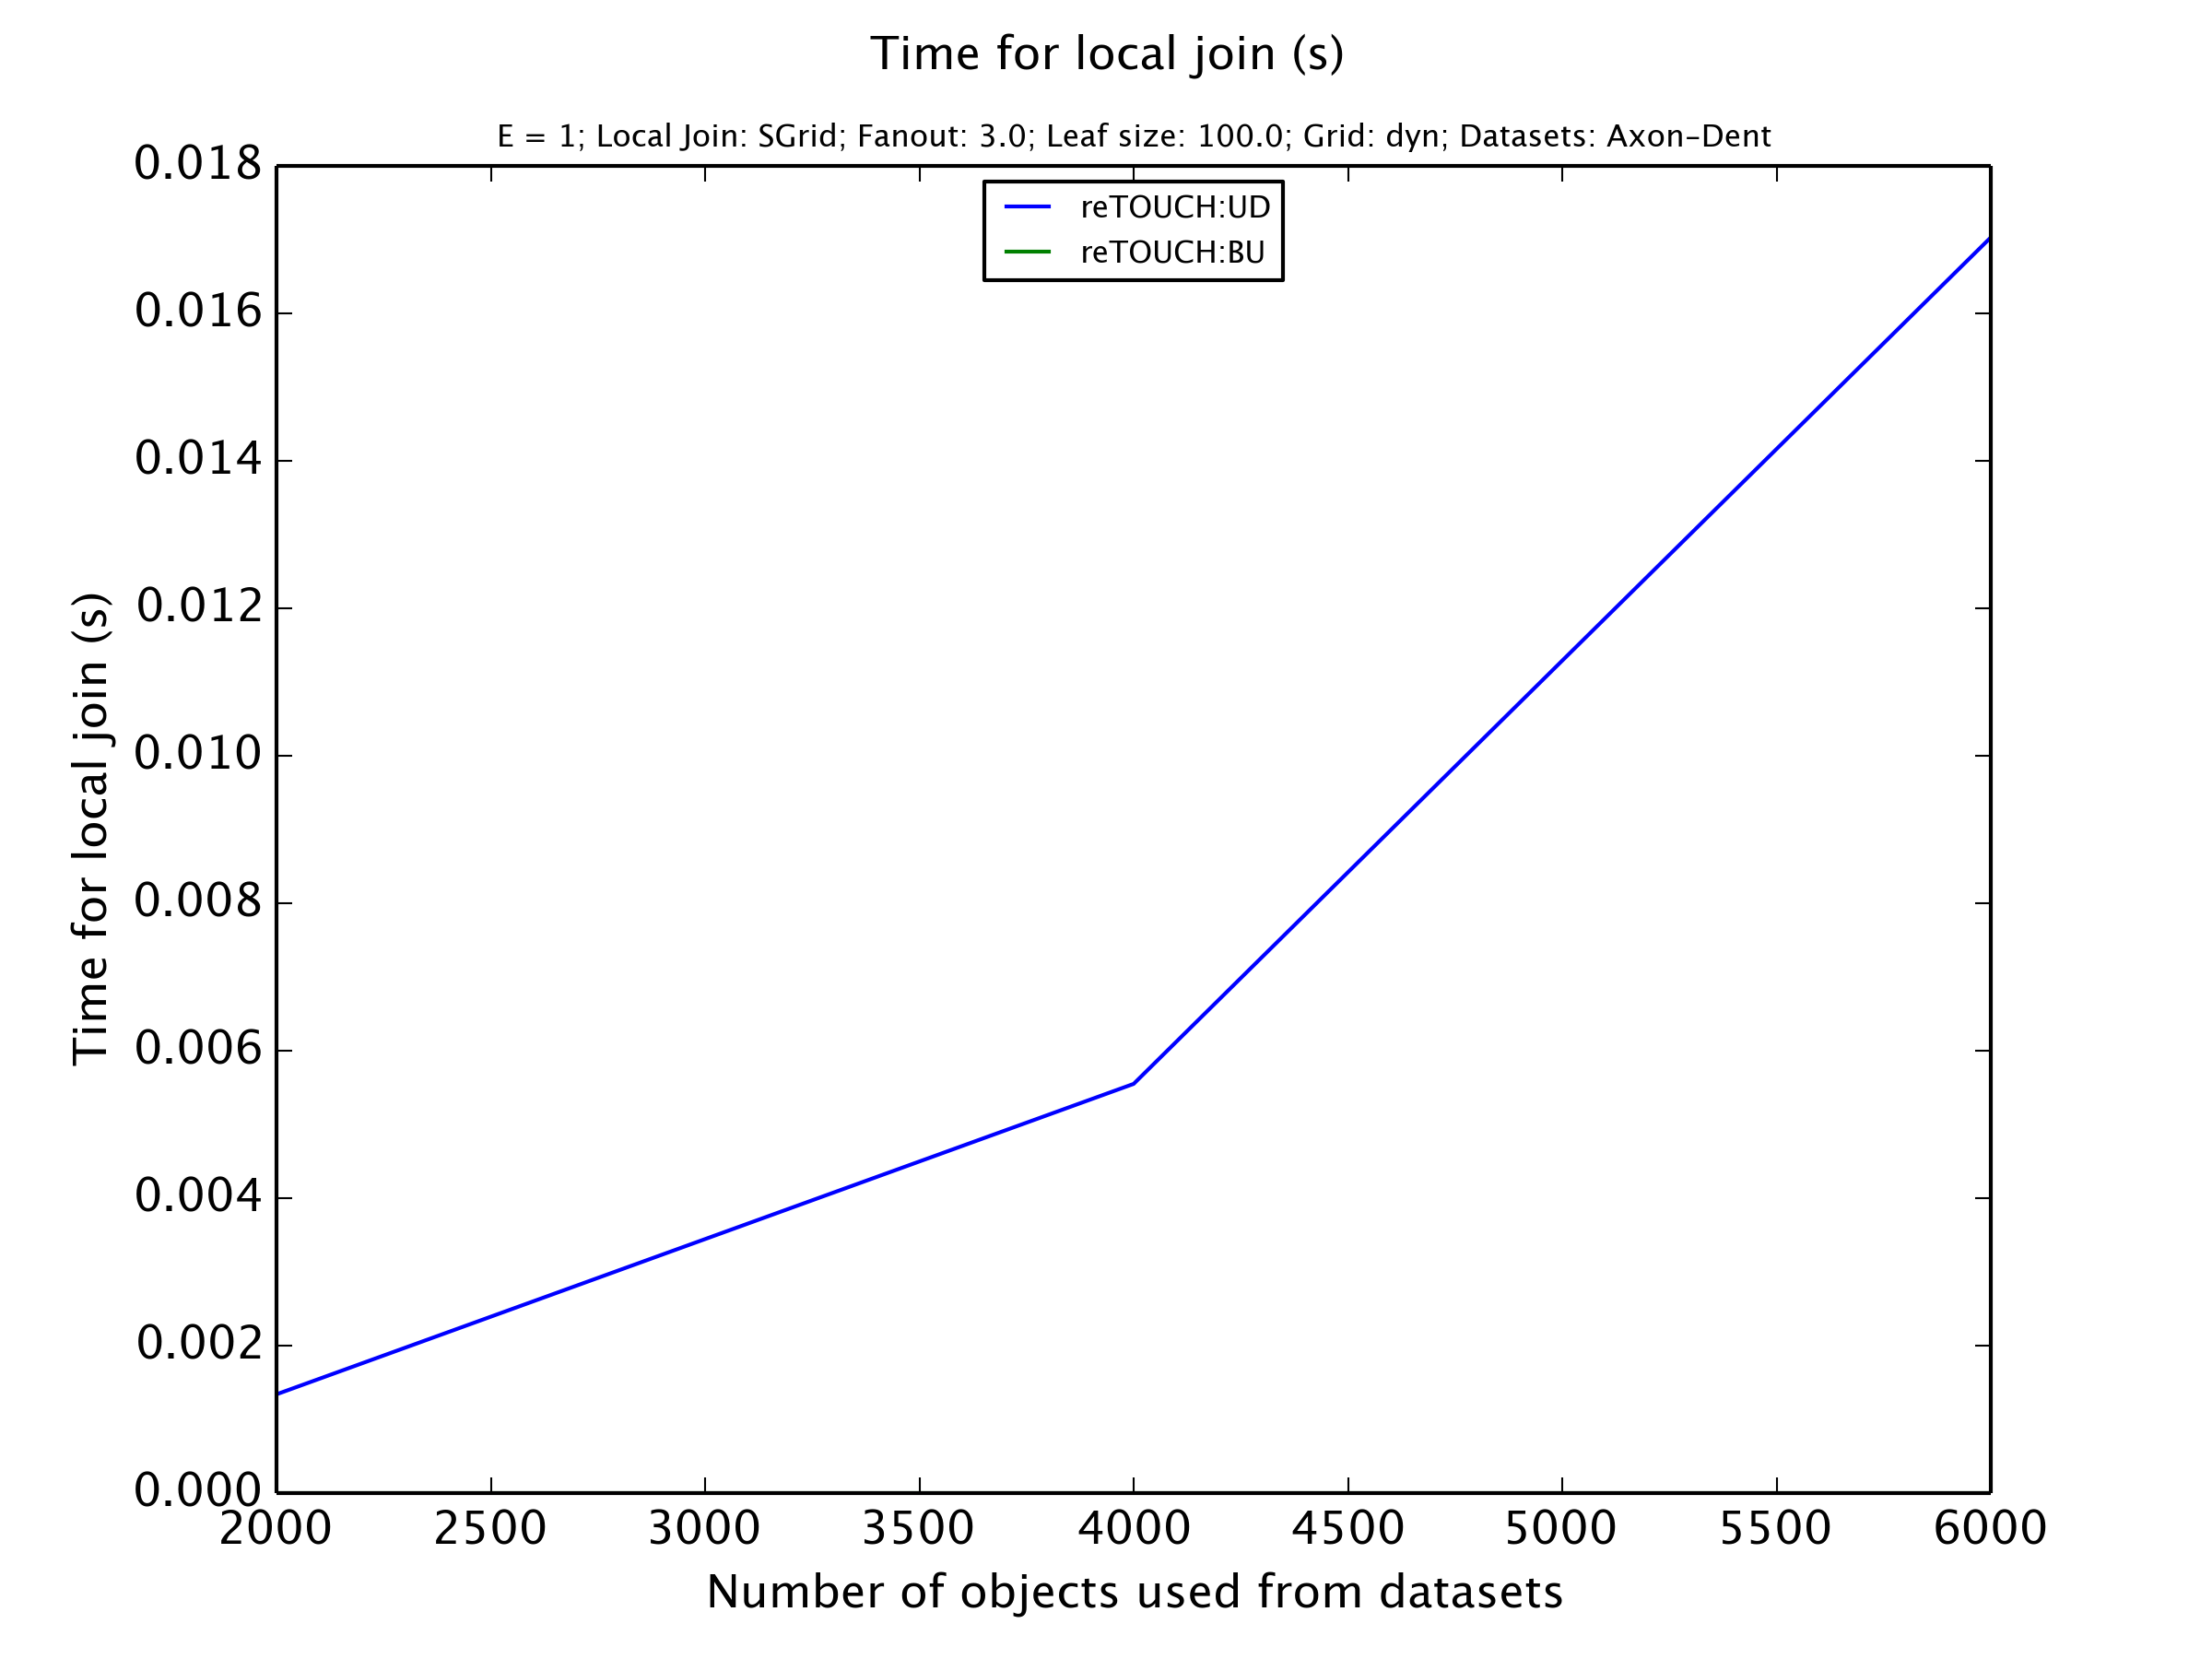 Time for local join (s)
E = 1; Local Join: SGrid; Fanout: 3.0; Leaf size: 100.0; Grid: dyn; Datasets: Axon-Dent
reTOUCH:UD
reTOUCH:BU
0.018
0.016
0.014
0.012
0.010
0.008
0.006
0.004
0.002
0.000
Time for local join (s)
2000 2500 3000 3500 4000 4500 5000 5500 6000
Number of objects used from datasets